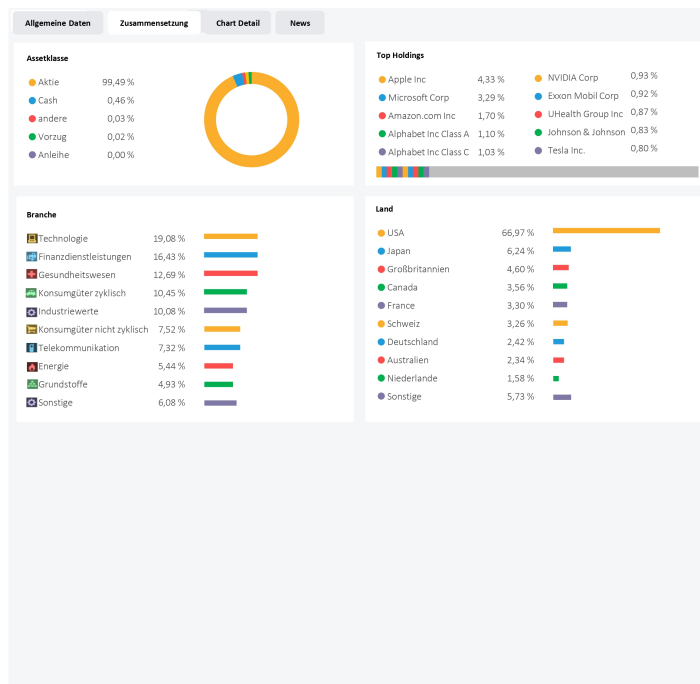 Allgemeine Daten
Zusammensetzung
Chart Detail
News
Assetklasse
Aktie 99,49 %
Cash 0,46 %
andere 0,03 %
Vorzug 0,02 %
Anleihe 0,00 %
Top Holdings
Apple Inc 4,33 %
Microsoft Corp 3,29 %
Amazon.com Inc 1,70 %
Alphabet Inc Class A 1,10 %
Alphabet Inc Class C 1,03 %
NVIDIA Corp 0,93 %
Exxon Mobil Corp 0,92 %
UHealth Group Inc 0,87 %
Johnson & Johnson 0,83 %
Tesla Inc. 0,80 %
Branche
Technologie 19,08 %
Finanzdienstleistungen 16,43 %
Gesundheitswesen 12,69 %
Konsumgüter zyklisch 10,45 %
Industriewerte 10,08 %
Konsumgüter nicht zyklisch 7,52 %
Telekommunikation 7,32 %
Energie 5,44 %
Grundstoffe 4,93 %
Sonstige 6,08 %
Land
USA 66,97 %
Japan 6,24 %
Großbritannien 4,60 %
Canada 3,56 %
France 3,30 %
Schweiz 3,26 %
Deutschland 2,42 %
Australien 2,34 %
Niederlande 1,58 %
Sonstige 5,73 %